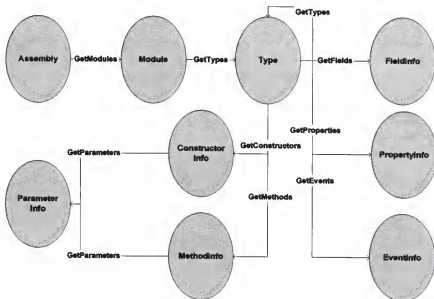 GetTypes
Assembly
GetModules
Module
GetTypes
Type
GetFields
FieldInfo
GetProperties
GetConstructors
GetParameters
Constructor
Info
PropertyInfo
GetEvents
Parameter
Info
GetMethods
GetParameters
MethodInfo
EventInfo